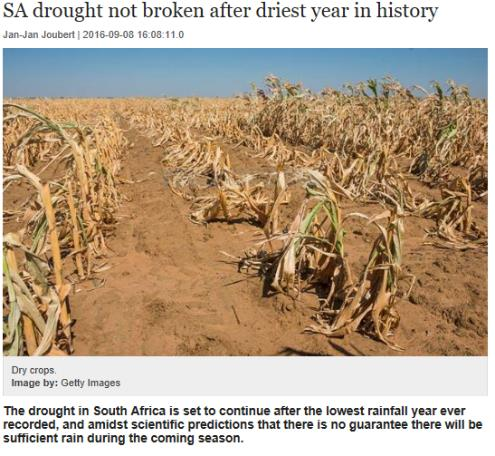 SA drought not broken after driest year in history
Jan-Jan Joubert | 2016-09-08 16:08:11.0
Dry crops.
Image by: Getty Images
The drought in South Africa is set to continue after the lowest rainfall year ever
recorded, and amidst scientific predictions that there is no guarantee there will be
sufficient rain during the coming season.